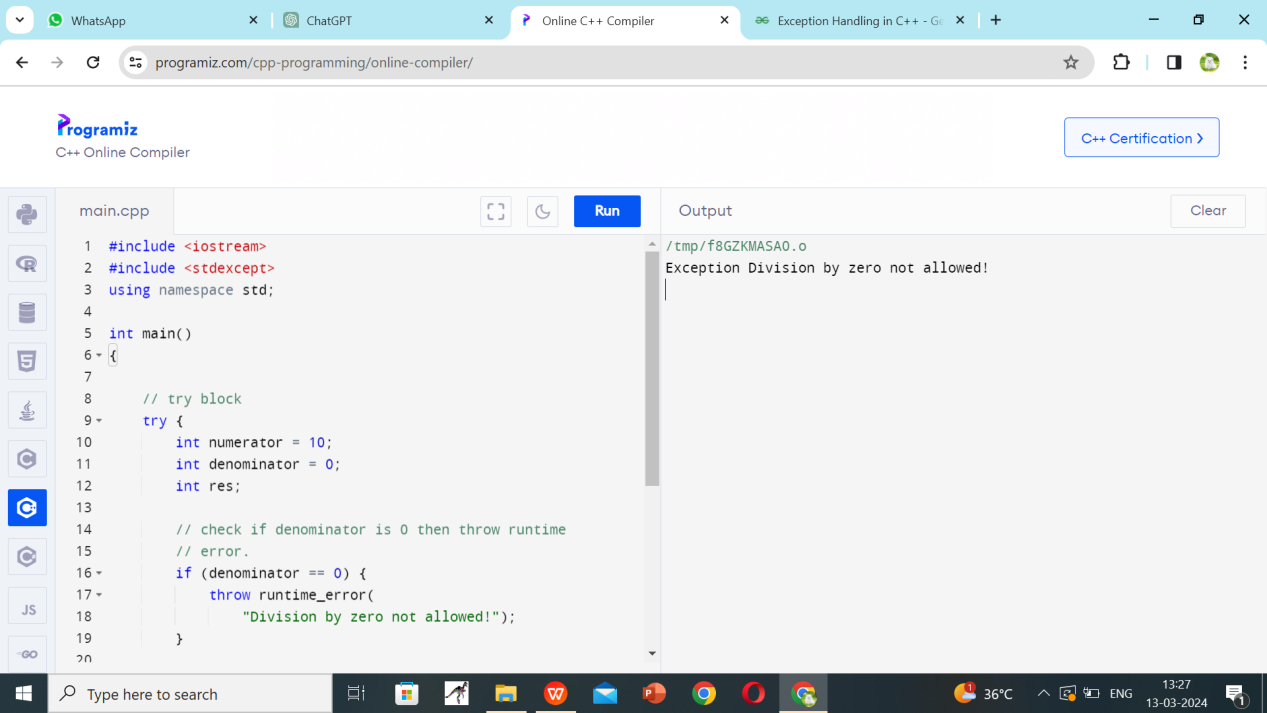 WhatsApp
ChatGPT
Online C++ Compiler
Exception Handling in C++ - Ge
programiz.com/cpp-programming/online-compiler/
Programiz
C++ Online Compiler
C++ Certification
main.cpp
Run
Output
Clear
1 #include <iostream>
2 #include <stdexcept>
3 using namespace std;
4
5 int main()
6 {
7
8 // try block
9 try {
10 int numerator = 10;
11 int denominator = 0;
12 int res;
13
14 // check if denominator is 0 then throw runtime
15 // error.
16 if (denominator == 0) {
17 throw runtime_error(
18 "Division by zero not allowed!");
19 }
20
/tmp/f8GZKMASAO.o
Exception Division by zero not allowed!
JS
GO
Type here to search
1
36°C
ENG
13:27
13-03-2024
1